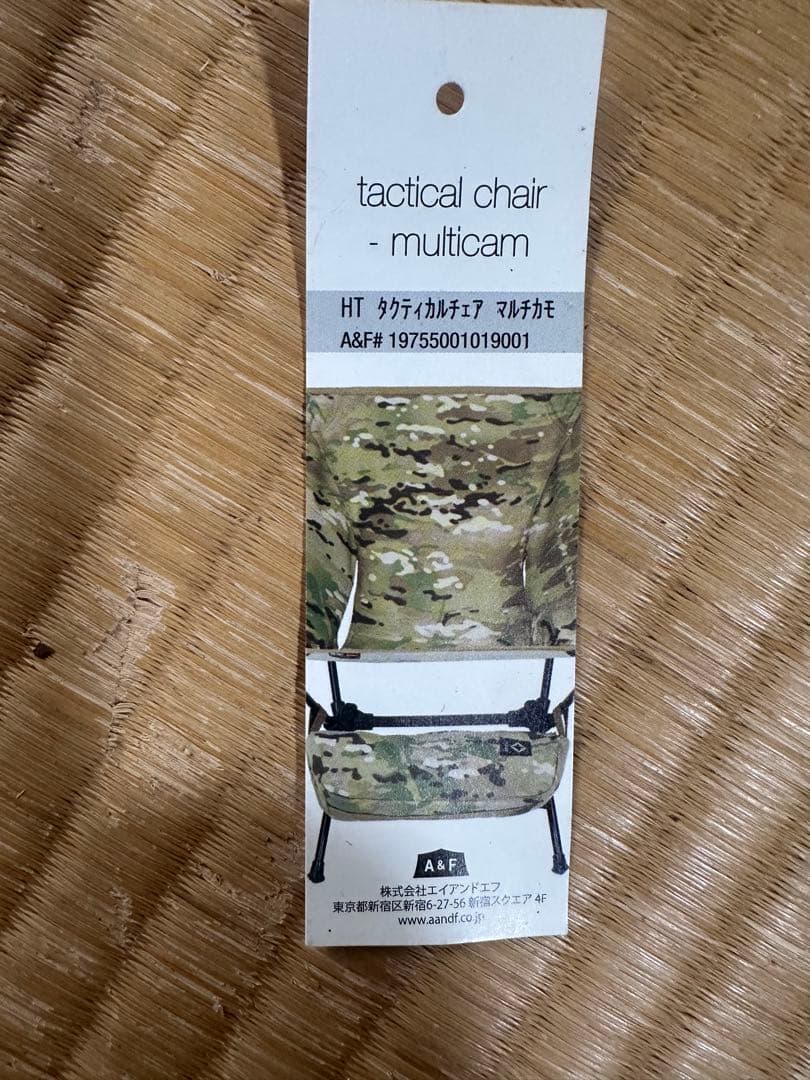 tactical chair
- multicam
HT タクティカルチェア マルチカモ
A&F# 19755001019001
A & F
株式会社エイアンドエフ
東京都新宿区新宿6-27-56 新宿スクエア 4F
www.aandf.co.jp